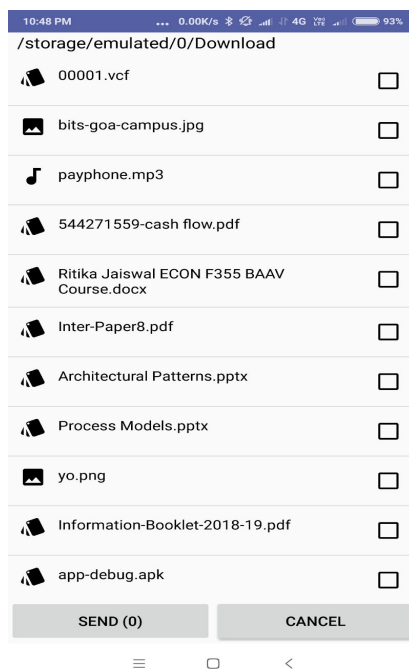 10:48 PM ... 0.00K/s 4G VoLTE 93%
/storage/emulated/0/Download
00001.vcf
bits-goa-campus.jpg
payphone.mp3
544271559-cash flow.pdf
Ritika Jaiswal ECON F355 BAAV
Course.docx
Inter-Paper8.pdf
Architectural Patterns.pptx
Process Models.pptx
yo.png
Information-Booklet-2018-19.pdf
app-debug.apk
SEND (0) CANCEL